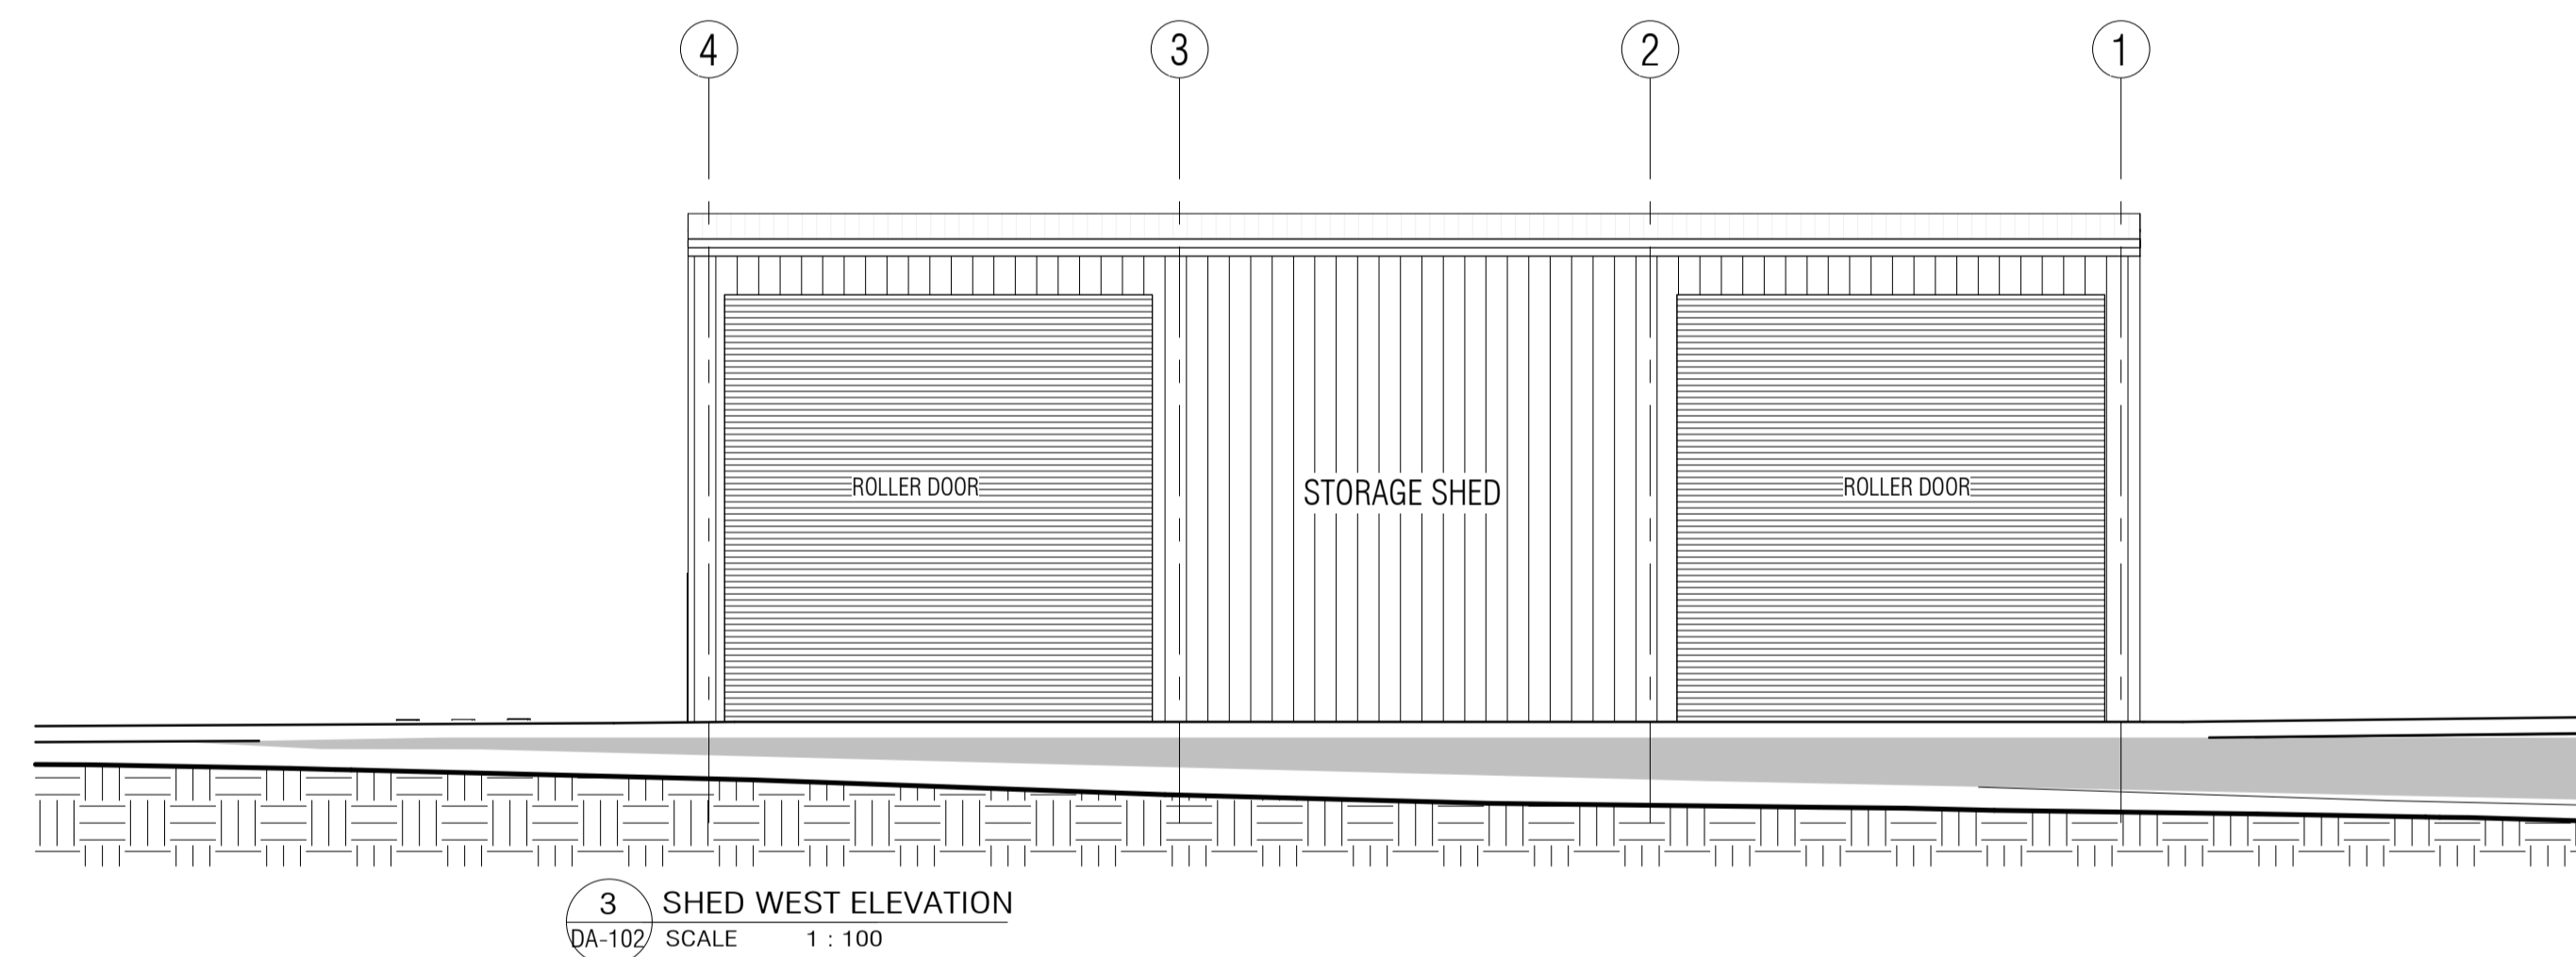 4 3 2 1
ROLLER DOOR STORAGE SHED ROLLER DOOR
3 SHED WEST ELEVATION
DA-102 SCALE 1 : 100